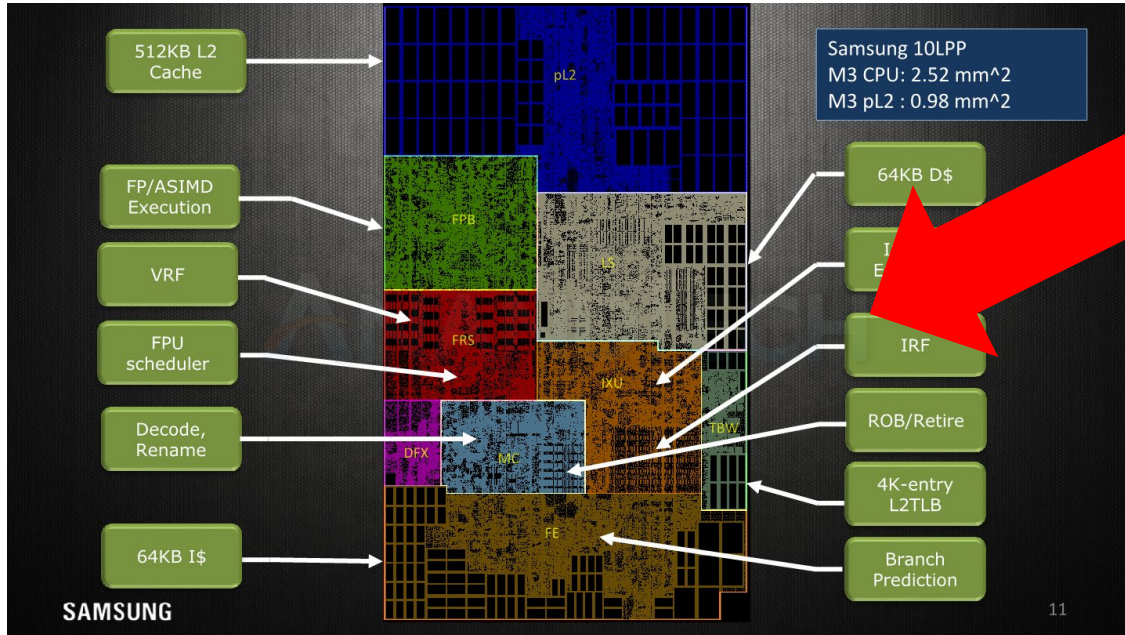 512KB L2
Cache
FP/ASIMD
Execution
VRF
FPU
scheduler
Decode,
Rename
64KB I$
SAMSUNG
pL2
FPB
LS
FRS
IXU
TBW
DFX
MC
FE
Samsung 10LPP
M3 CPU: 2.52 mm^2
M3 pL2 : 0.98 mm^2
64KB D$
IRF
ROB/Retire
4K-entry
L2TLB
Branch
Prediction
11